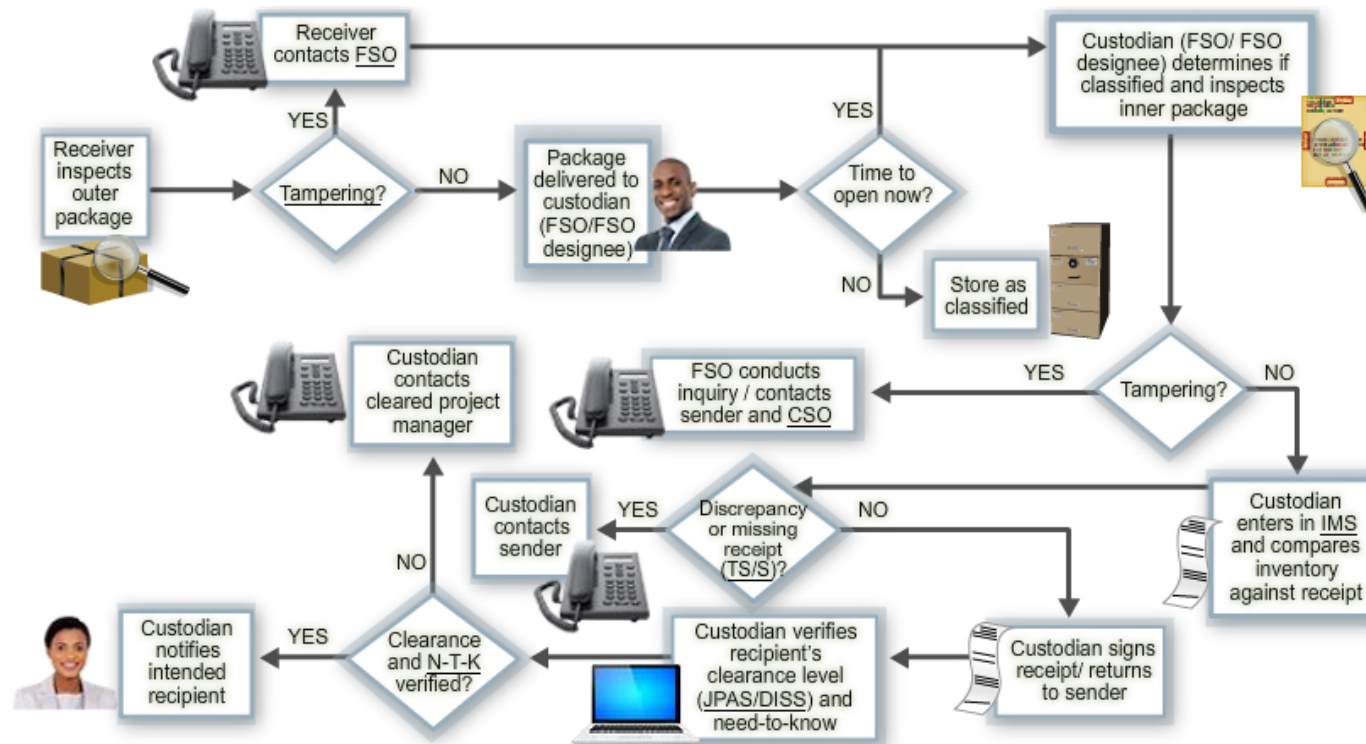 Receiver
contacts FSO
Custodian (FSO/ FSO
designee) determines if
classified and inspects
inner package
YES
YES
Receiver
inspects
outer
package
Tampering?
NO
Package
delivered to
custodian
(FSO/FSO
designee)
Time to
open now?
NO
Store as
classified
Custodian
contacts
cleared project
manager
FSO conducts
inquiry / contacts
sender and CSO
YES
Tampering?
NO
Custodian
contacts
sender
YES
Discrepancy
or missing
receipt
(TS/S)?
NO
Custodian
enters in IMS
and compares
inventory
against receipt
NO
Custodian
notifies
intended
recipient
YES
Clearance
and N-T-K
verified?
Custodian verifies
recipient's
clearance level
(JPAS/DISS) and
need-to-know
Custodian signs
receipt/ returns
to sender